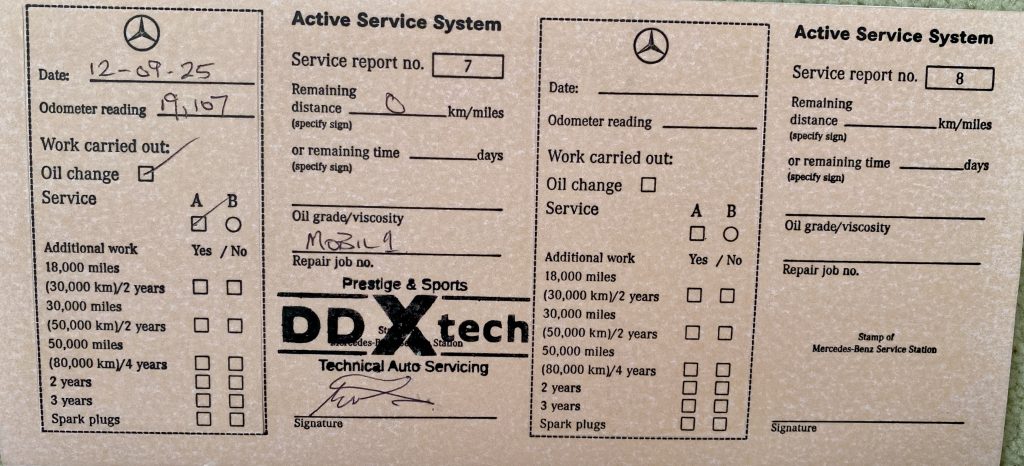 Date: 12-09-25
Odometer reading 19,107
Work carried out:
Oil change
Service A B
Additional work Yes / No
18,000 miles
(30,000 km)/2 years
30,000 miles
(50,000 km)/2 years
50,000 miles
(80,000 km)/4 years
2 years
3 years
Spark plugs
Active Service System
Service report no. 7
Remaining
distance 0 km/miles
(specify sign)
or remaining time days
(specify sign)
Oil grade/viscosity
MOBIL 1
Repair job no.
Prestige & Sports
DDXtech
Technical Auto Servicing
Signature
Date:
Odometer reading
Work carried out:
Oil change
Service A B
Additional work Yes / No
18,000 miles
(30,000 km)/2 years
30,000 miles
(50,000 km)/2 years
50,000 miles
(80,000 km)/4 years
2 years
3 years
Spark plugs
Active Service System
Service report no. 8
Remaining
distance km/miles
(specify sign)
or remaining time days
(specify sign)
Oil grade/viscosity
Repair job no.
Stamp of
Mercedes-Benz Service Station
Signature